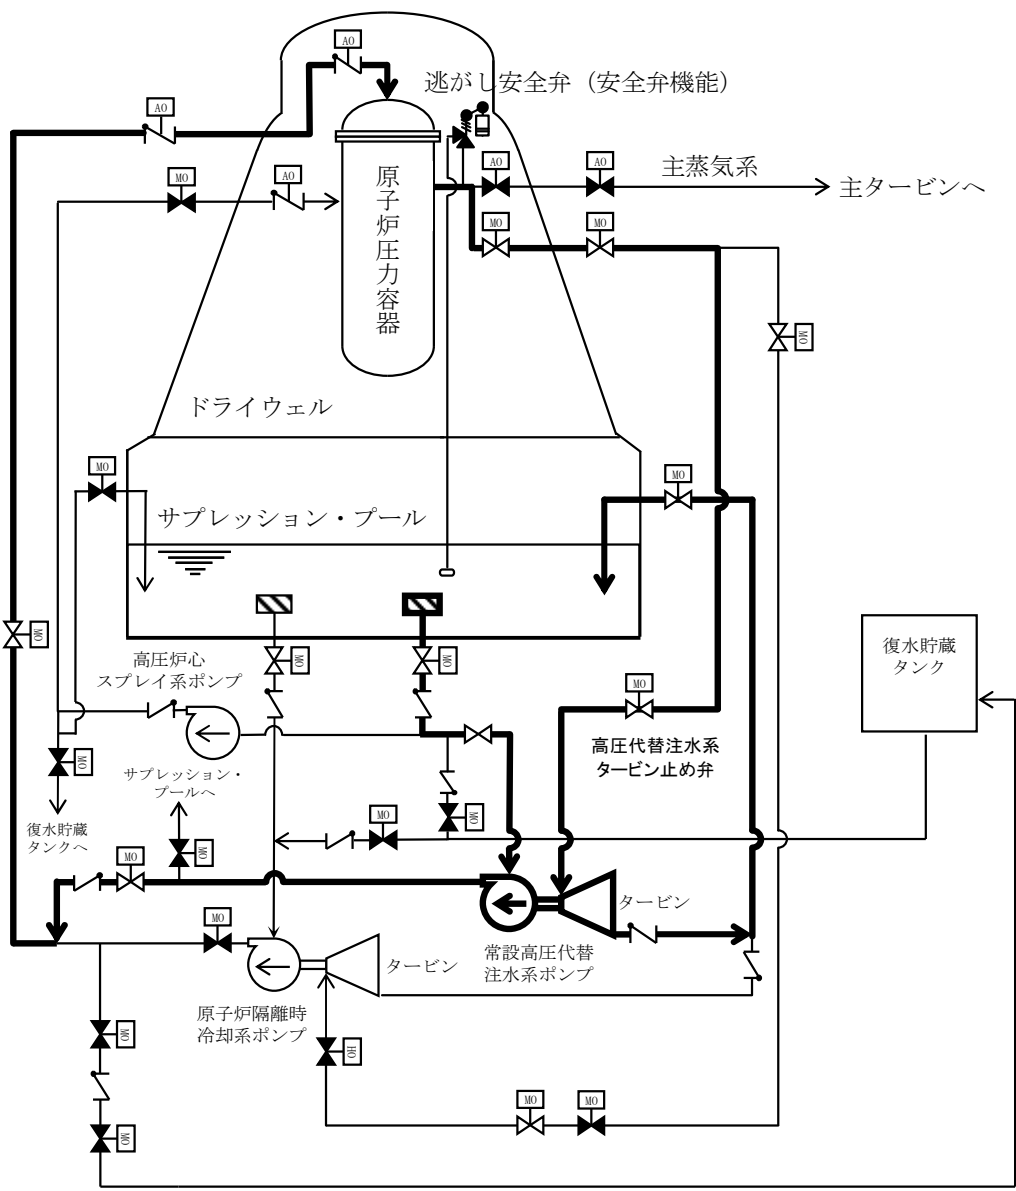 AO
AO
逃がし安全弁（安全弁機能）
MO
AO
AO
AO
主蒸気系
主タービンへ
原子炉圧力容器
MO
MO
MO
ドライウェル
MO
MO
サプレッション・プール
MO
MO
MO
高圧炉心
スプレイ系ポンプ
復水貯蔵
タンク
MO
高圧代替注水系
タービン止め弁
MO
サプレッション・
プールへ
復水貯蔵
タンクへ
MO
MO
MO
MO
タービン
常設高圧代替
注水系ポンプ
MO
タービン
原子炉隔離時
冷却系ポンプ
MO
HO
MO
MO
MO